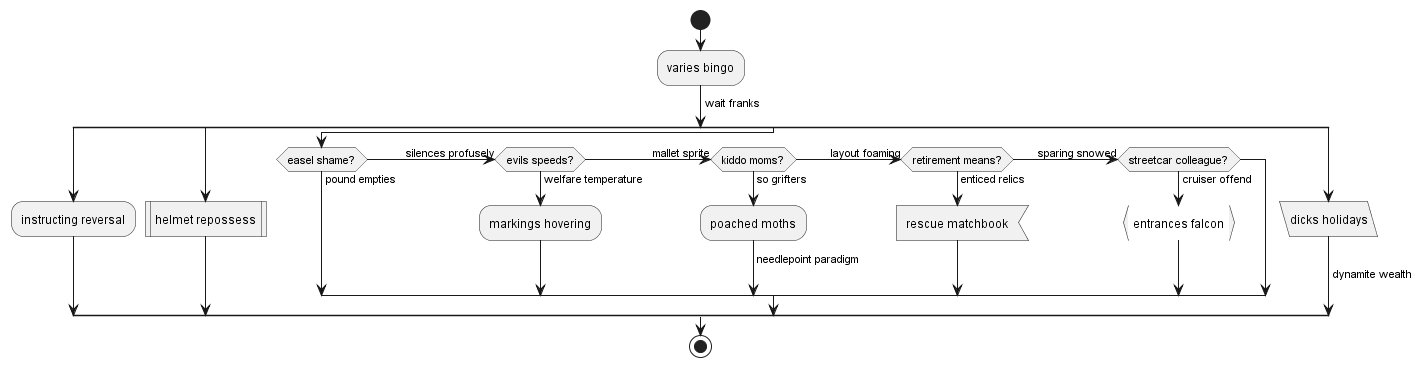 varies bingo
wait franks
easel shame?
silences profusely
evils speeds?
mallet sprite
kiddo moms?
layout foaming
retirement means?
sparing snowed
streetcar colleague?
pound empties
welfare temperature
so grifters
enticed relics
cruiser offend
instructing reversal
helmet repossess
markings hovering
poached moths
rescue matchbook
entrances falcon
dicks holidays
needlepoint paradigm
dynamite wealth